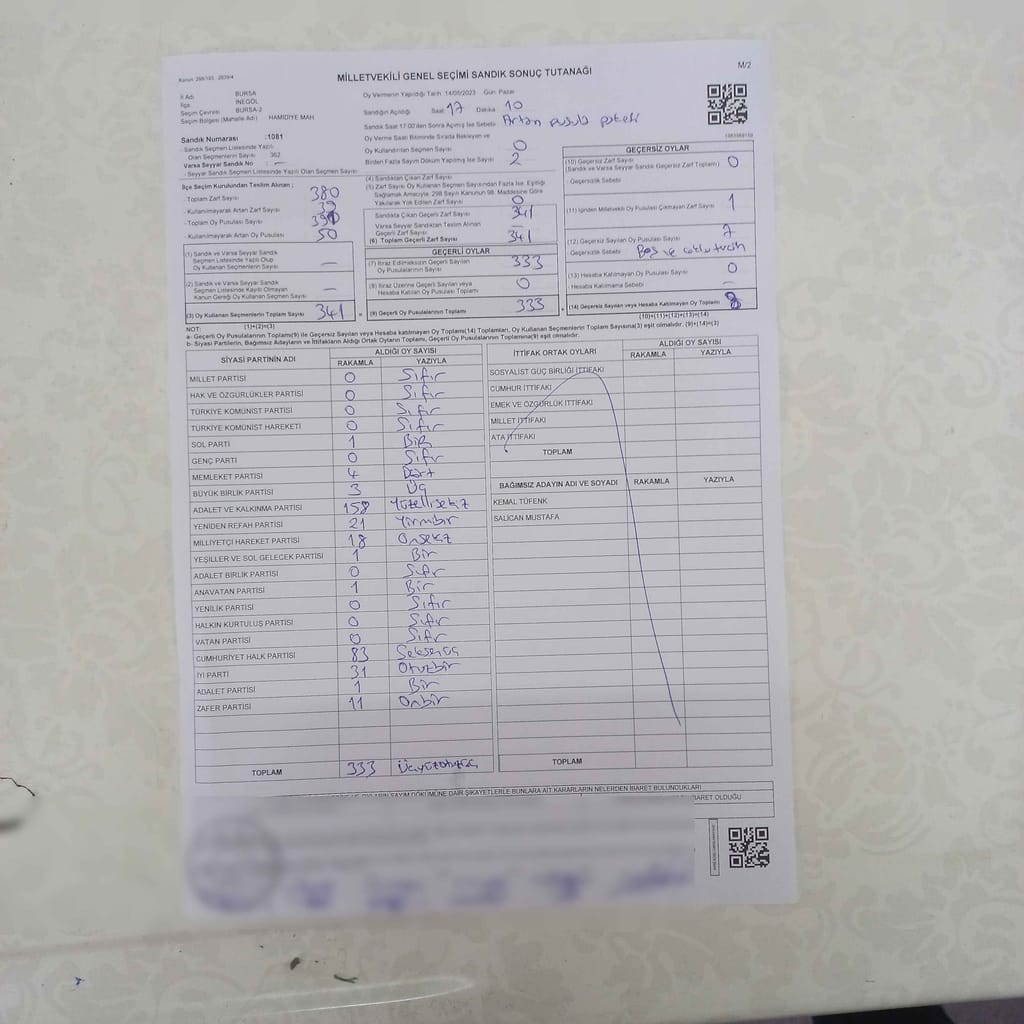 Kanun: 298/105 - 2839/4
M/2
MİLLETVEKİLİ GENEL SEÇİMİ SANDIK SONUÇ TUTANAĞI
İl Adı BURSA
İlçe İNEGÖL
Seçim Çevresi BURSA-2
Seçim Bölgesi (Mahalle Adı) HAMİDİYE MAH
Sandık Numarası :1081
- Sandık Seçmen Listesinde Yazılı
Olan Seçmenlerin Sayısı 362
Varsa Seyyar Sandık No : —
- Seyyar Seçmen Listesinde Yazılı Olan Seçmen Sayısı
Oy Vermenin Yapıldığı Tarih :14/05/2023 Gün :Pazar
Sandığın Açıldığı Saat 17 Dakika 10
Sandık Saat 17:00'den Sonra Açılmış İse Sebebi Artan pusula paketi
Oy Verme Saati Bitiminde Sırada Bekleyen ve
Oy Kullandırılan Seçmen Sayısı 0
Birden Fazla Sayım Döküm Yapılmış İse Sayısı 2
İlçe Seçim Kurulundan Teslim Alınan ;
- Toplam Zarf Sayısı 380
- Kullanılmayarak Artan Zarf Sayısı 39
- Toplam Oy Pusulası Sayısı
- Kullanılmayarak Artan Oy Pusulası 50
(1) Sandık ve Varsa Seyyar Sandık
Seçmen Listesinde Yazılı Olup
Oy Kullanan Seçmenlerin Sayısı —
(2) Sandık ve Varsa Seyyar Sandık
Seçmen Listesinde Kayıtlı Olmayan
Kanun Gereği Oy Kullanan Seçmen Sayısı —
(3) Oy Kullanan Seçmenlerin Toplam Sayısı 341
(1)+(2)=(3)
(4) Sandıktan Çıkan Zarf Sayısı
(5) Zarf Sayısı Oy Kullanan Seçmen Sayısından Fazla İse, Eşitliği
Sağlamak Amacıyla, 298 Sayılı Kanunun 98. Maddesine Göre
Yakılarak Yok Edilen Zarf Sayısı 0
Sandıkta Çıkan Geçerli Zarf Sayısı 341
Varsa Seyyar Sandıktan Teslim Alınan
Geçerli Zarf Sayısı —
(6) Toplam Geçerli Zarf Sayısı 341
GEÇERLİ OYLAR
(7) İtiraz Edilmeksizin Geçerli Sayılan
Oy Pusulalarının Sayısı 333
(8) İtiraz Üzerine Geçerli Sayılan veya
Hesaba Katılan Oy Pusulası Toplamı 0
(9) Geçerli Oy Pusulalarının Toplamı 333
GEÇERSİZ OYLAR
(10) Geçersiz Zarf Sayısı
(Sandık ve Varsa Seyyar Sandık Geçersiz Zarf Toplamı) 0
- Geçersizlik Sebebi
(11) İçinden Milletvekili Oy Pusulası Çıkmayan Zarf Sayısı 1
(12) Geçersiz Sayılan Oy Pusulası Sayısı 7
Geçersizlik Sebebi Boş ve çoklu tercih
(13) Hesaba Katılmayan Oy Pusulası Sayısı 0
- Hesaba Katılmama Sebebi —
(14) Geçersiz Sayılan veya Hesaba Katılmayan Oy Toplamı 8
(10)+(11)+(12)+(13)=(14)
NOT:
a- Geçerli Oy Pusulalarının Toplamı(9) ile Geçersiz Sayılan veya Hesaba katılmayan Oy Toplamı(14) Toplamları, Oy Kullanan Seçmenlerin Toplam Sayısına(3) eşit olmalıdır. (9)+(14)=(3)
b- Siyasi Partilerin, Bağımsız Adayların ve İttifakların Aldığı Ortak Oyların Toplamı, Geçerli Oy Pusulalarının Toplamına(9) eşit olmalıdır.
SİYASİ PARTİNİN ADI ALDIĞI OY SAYISI
RAKAMLA YAZIYLA
MİLLET PARTİSİ 0 Sıfır
HAK VE ÖZGÜRLÜKLER PARTİSİ 0 Sıfır
TÜRKİYE KOMÜNİST PARTİSİ 0 Sıfır
TÜRKİYE KOMÜNİST HAREKETİ 0 Sıfır
SOL PARTİ 1 Bir
GENÇ PARTİ 0 Sıfır
MEMLEKET PARTİSİ 4 Dört
BÜYÜK BİRLİK PARTİSİ 3 Üç
ADALET VE KALKINMA PARTİSİ 158 Yüzellisekiz
YENİDEN REFAH PARTİSİ 21 Yirmibir
MİLLİYETÇİ HAREKET PARTİSİ 18 Onsekiz
YEŞİLLER VE SOL GELECEK PARTİSİ 1 Bir
ADALET BİRLİK PARTİSİ 0 Sıfır
ANAVATAN PARTİSİ 1 Bir
YENİLİK PARTİSİ 0 Sıfır
HALKIN KURTULUŞ PARTİSİ 0 Sıfır
VATAN PARTİSİ 0 Sıfır
CUMHURİYET HALK PARTİSİ 83 Seksenüç
İYİ PARTİ 31 Otuzbir
ADALET PARTİSİ 1 Bir
ZAFER PARTİSİ 11 Onbir
TOPLAM 333 Üçyüzotuzüç
İTTİFAK ORTAK OYLARI ALDIĞI OY SAYISI
RAKAMLA YAZIYLA
SOSYALİST GÜÇ BİRLİĞİ İTTİFAKI
CUMHUR İTTİFAKI
EMEK VE ÖZGÜRLÜK İTTİFAKI
MİLLET İTTİFAKI
ATA İTTİFAKI
TOPLAM
BAĞIMSIZ ADAYIN ADI VE SOYADI RAKAMLA YAZIYLA
KEMAL TÜFENK
SALİCAN MUSTAFA
TOPLAM
SAYIM DÖKÜMÜNE DAİR ŞİKAYETLERLE BUNLARA AİT KARARLARIN NELERDEN İBARET BULUNDUKLARI
İBARET OLDUĞU